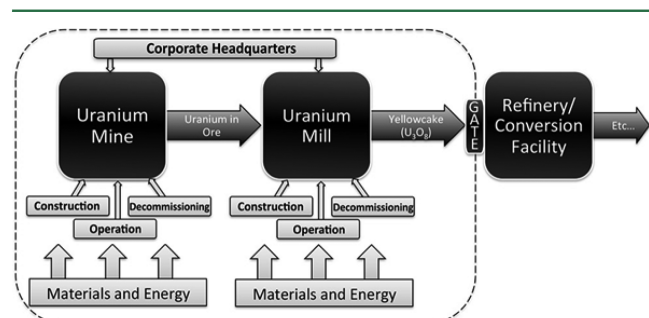 Corporate Headquarters
Uranium
Mine
Uranium in
Ore
Uranium
Mill
Yellowcake
(U₃O₈)
GATE
Refinery/
Conversion
Facility
Etc...
Construction
Decommissioning
Operation
Construction
Decommissioning
Operation
Materials and Energy
Materials and Energy